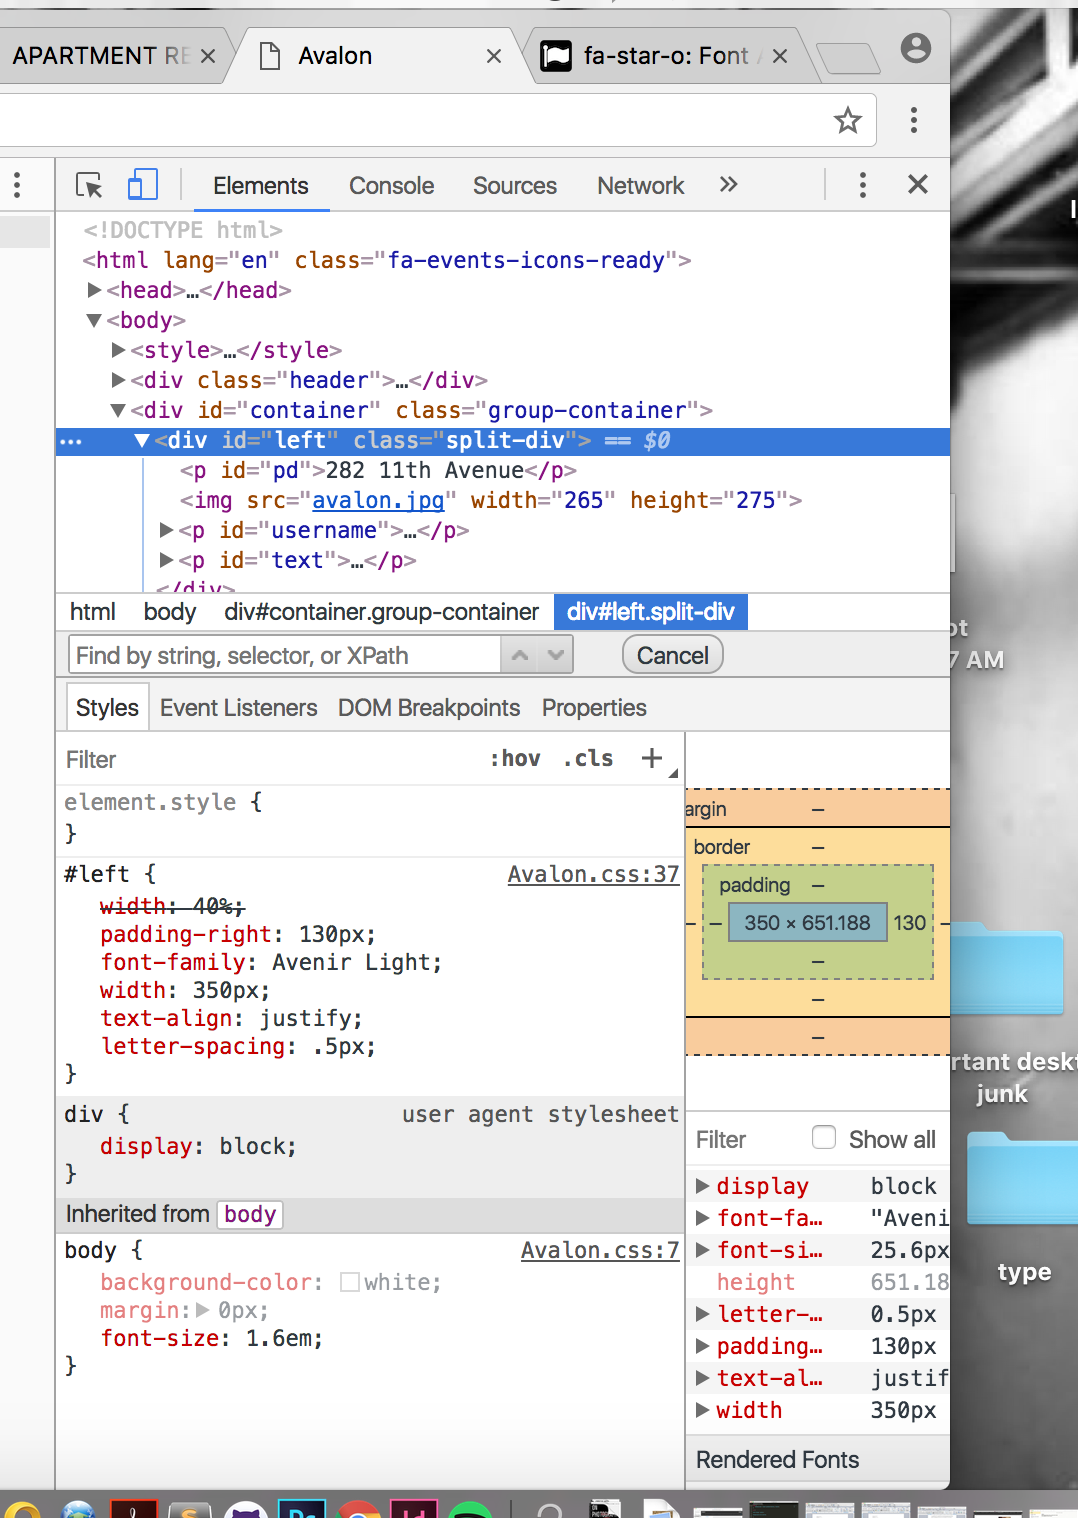 APARTMENT RE
Avalon
fa-star-o: Font A
Elements Console Sources Network »
<!DOCTYPE html>
<html lang="en" class="fa-events-icons-ready">
<head>…</head>
<body>
<style>…</style>
<div class="header">…</div>
<div id="container" class="group-container">
… <div id="left" class="split-div"> == $0
<p id="pd">282 11th Avenue</p>
<img src="avalon.jpg" width="265" height="275">
<p id="username">…</p>
<p id="text">…</p>
</div>
html body div#container.group-container div#left.split-div
Find by string, selector, or XPath Cancel
Styles Event Listeners DOM Breakpoints Properties
Filter :hov .cls +
element.style {
}
#left { Avalon.css:37
width: 40%;
padding-right: 130px;
font-family: Avenir Light;
width: 350px;
text-align: justify;
letter-spacing: .5px;
}
div { user agent stylesheet
display: block;
}
Inherited from body
body { Avalon.css:7
background-color: white;
margin: 0px;
font-size: 1.6em;
}
argin –
border –
padding –
– – 350 × 651.188 130 –
–
–
–
Filter Show all
display block
font-fa… "Aveni
font-si… 25.6px
height 651.18
letter-… 0.5px
padding… 130px
text-al… justif
width 350px
Rendered Fonts
pt
7 AM
rtant deskt
junk
type